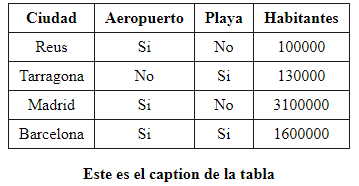 Ciudad Aeropuerto Playa Habitantes
Reus Si No 100000
Tarragona No Si 130000
Madrid Si No 3100000
Barcelona Si Si 1600000
Este es el caption de la tabla